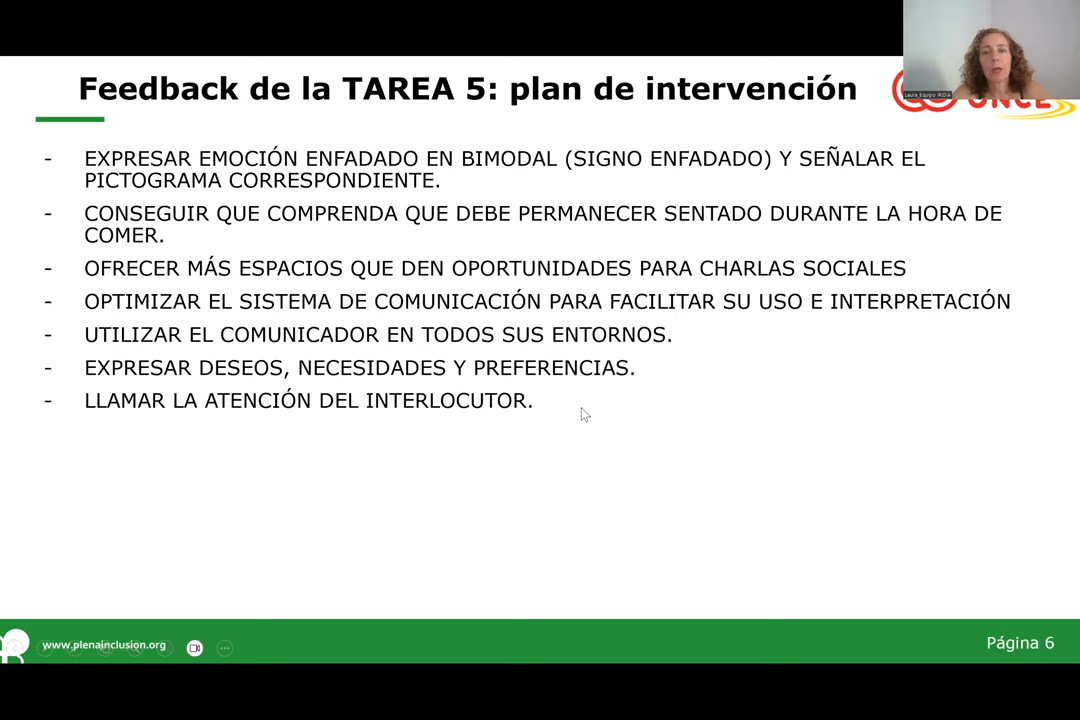 Feedback de la TAREA 5: plan de intervención
Laura_Equipo IRIDIA
ONCE
- EXPRESAR EMOCIÓN ENFADADO EN BIMODAL (SIGNO ENFADADO) Y SEÑALAR EL
PICTOGRAMA CORRESPONDIENTE.
- CONSEGUIR QUE COMPRENDA QUE DEBE PERMANECER SENTADO DURANTE LA HORA DE
COMER.
- OFRECER MÁS ESPACIOS QUE DEN OPORTUNIDADES PARA CHARLAS SOCIALES
- OPTIMIZAR EL SISTEMA DE COMUNICACIÓN PARA FACILITAR SU USO E INTERPRETACIÓN
- UTILIZAR EL COMUNICADOR EN TODOS SUS ENTORNOS.
- EXPRESAR DESEOS, NECESIDADES Y PREFERENCIAS.
- LLAMAR LA ATENCIÓN DEL INTERLOCUTOR.
www.plenainclusion.org
Página 6